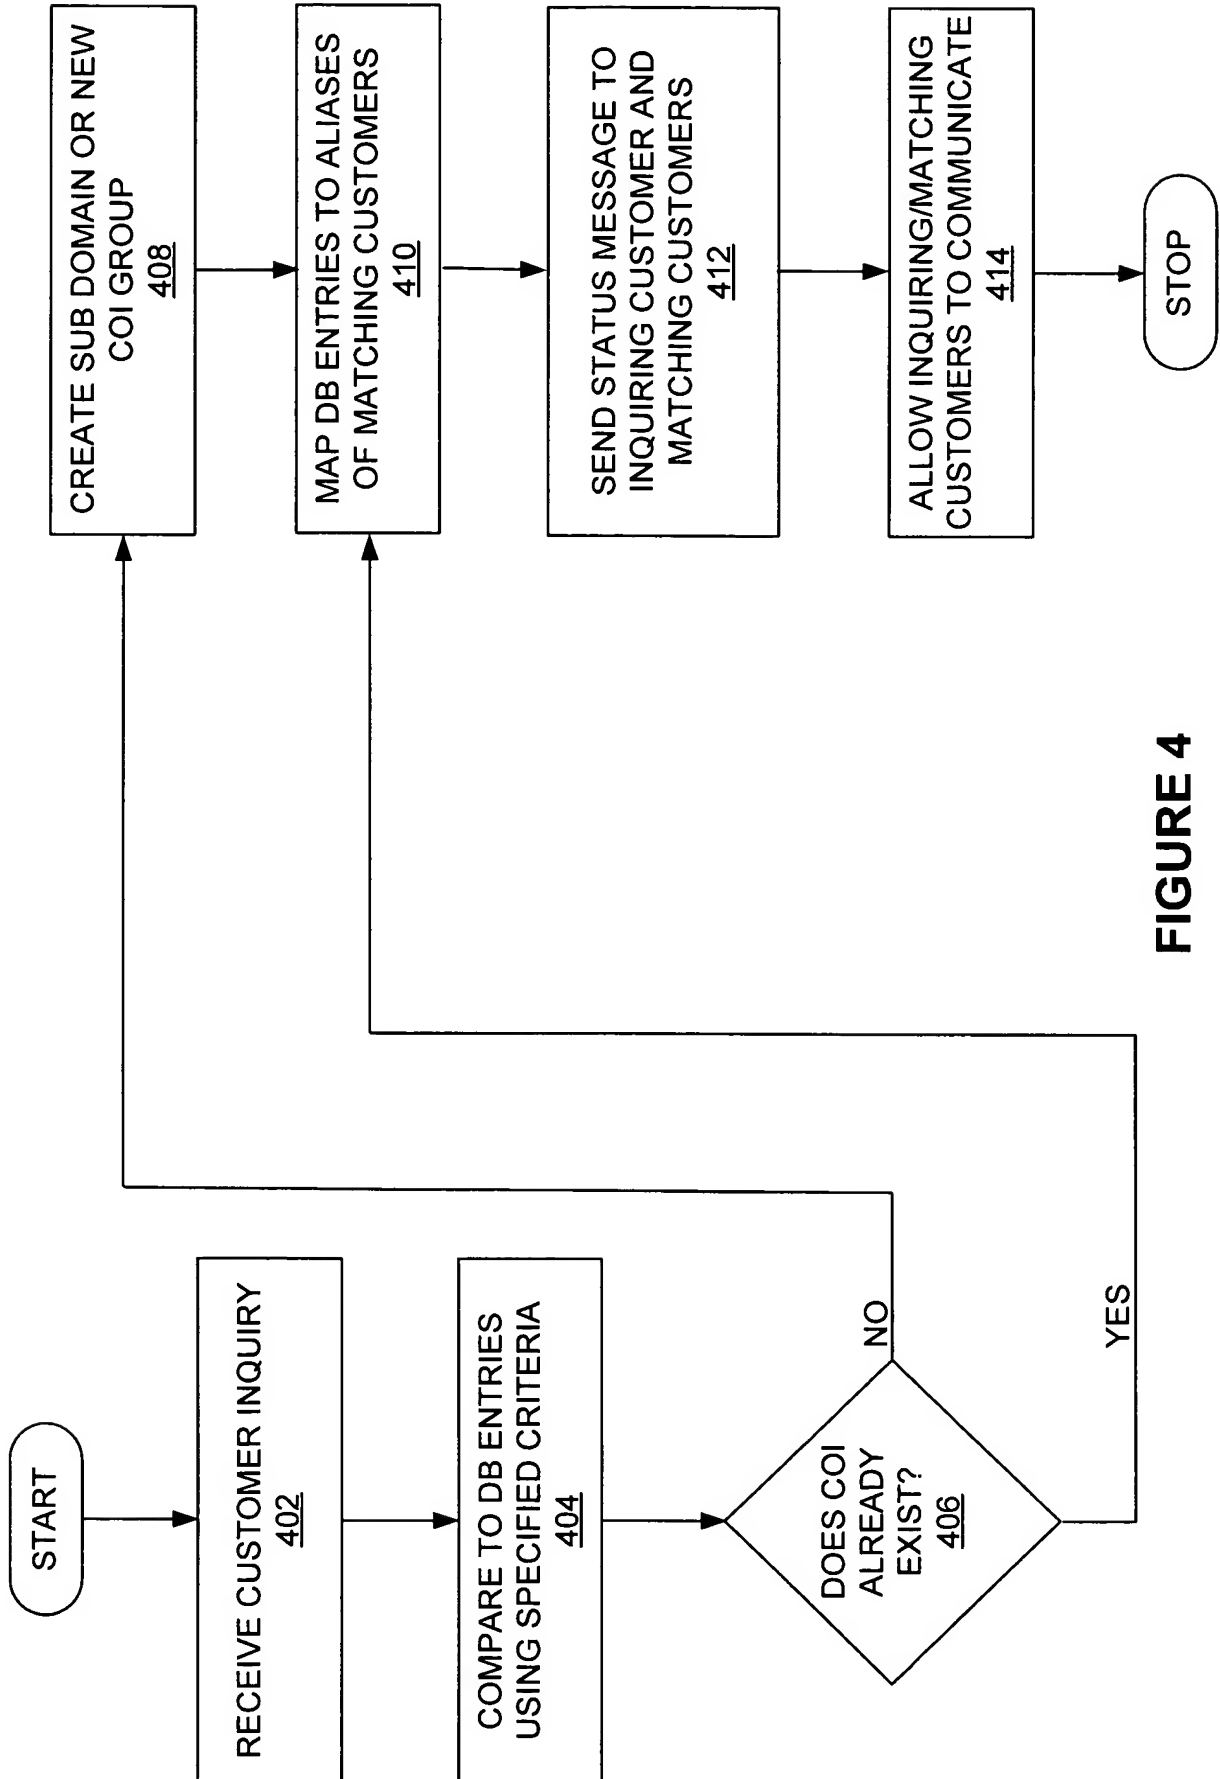 START
RECEIVE CUSTOMER INQUIRY
402
COMPARE TO DB ENTRIES
USING SPECIFIED CRITERIA
404
DOES COI
ALREADY
EXIST?
406
NO
YES
CREATE SUB DOMAIN OR NEW
COI GROUP
408
MAP DB ENTRIES TO ALIASES
OF MATCHING CUSTOMERS
410
SEND STATUS MESSAGE TO
INQUIRING CUSTOMER AND
MATCHING CUSTOMERS
412
ALLOW INQUIRING/MATCHING
CUSTOMERS TO COMMUNICATE
414
STOP
FIGURE 4